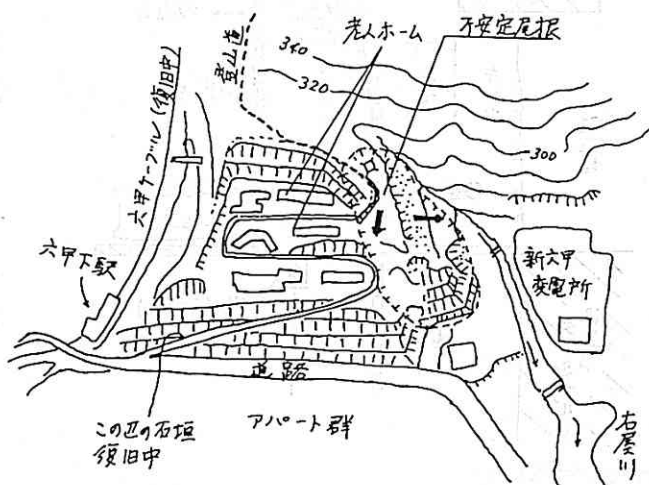 老人ホーム
不安定尾根
登山道
340
320
300
六甲ケーブル(復旧中)
六甲下駅
新六甲
変電所
道路
この辺の石垣
復旧中
アパート群
石屋川